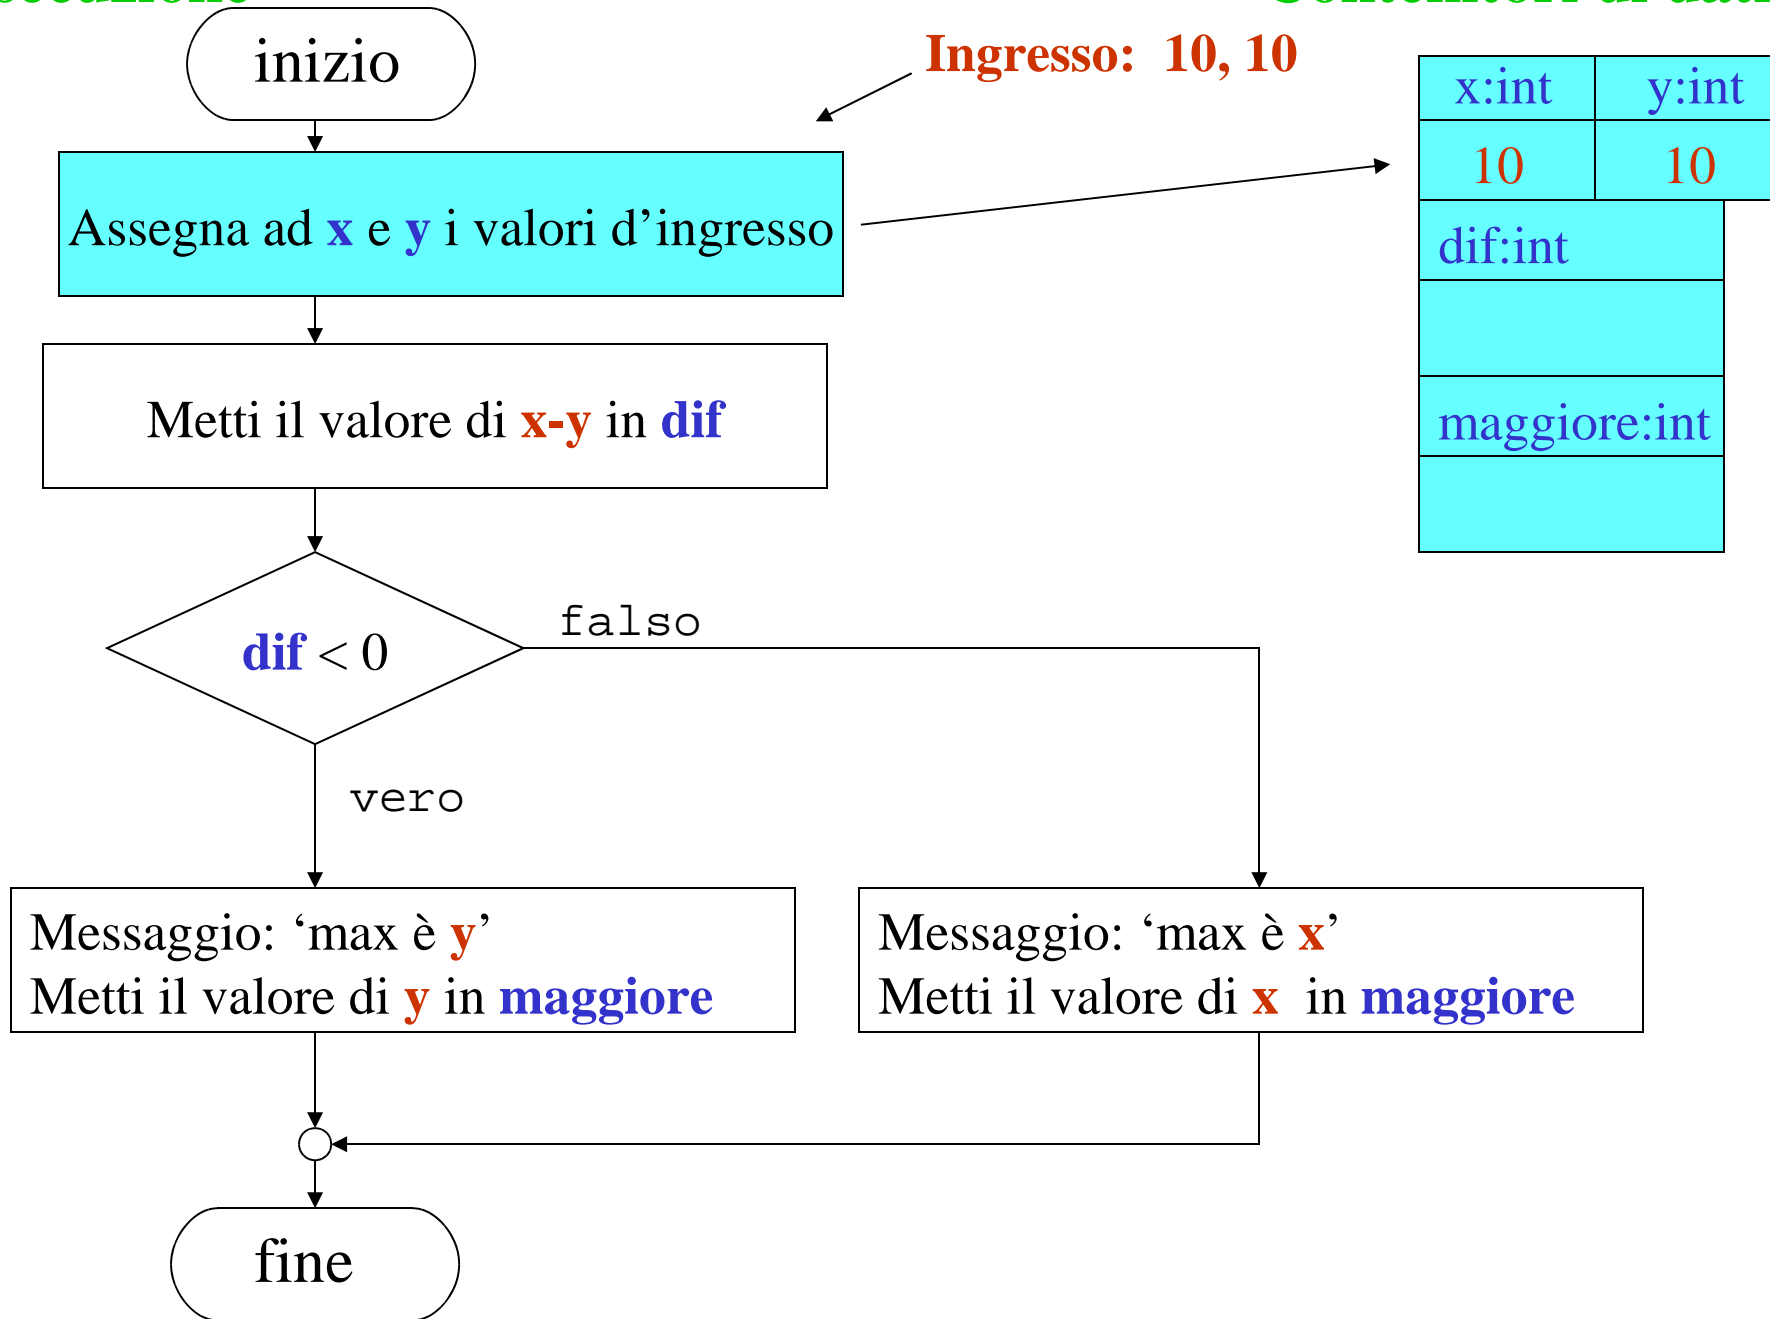 inizio
Ingresso: 10, 10
x:int y:int
10 10
Assegna ad x e y i valori d’ingresso
dif:int
Metti il valore di x-y in dif
maggiore:int
dif < 0
falso
vero
Messaggio: ‘max è y’
Metti il valore di y in maggiore
Messaggio: ‘max è x’
Metti il valore di x in maggiore
fine